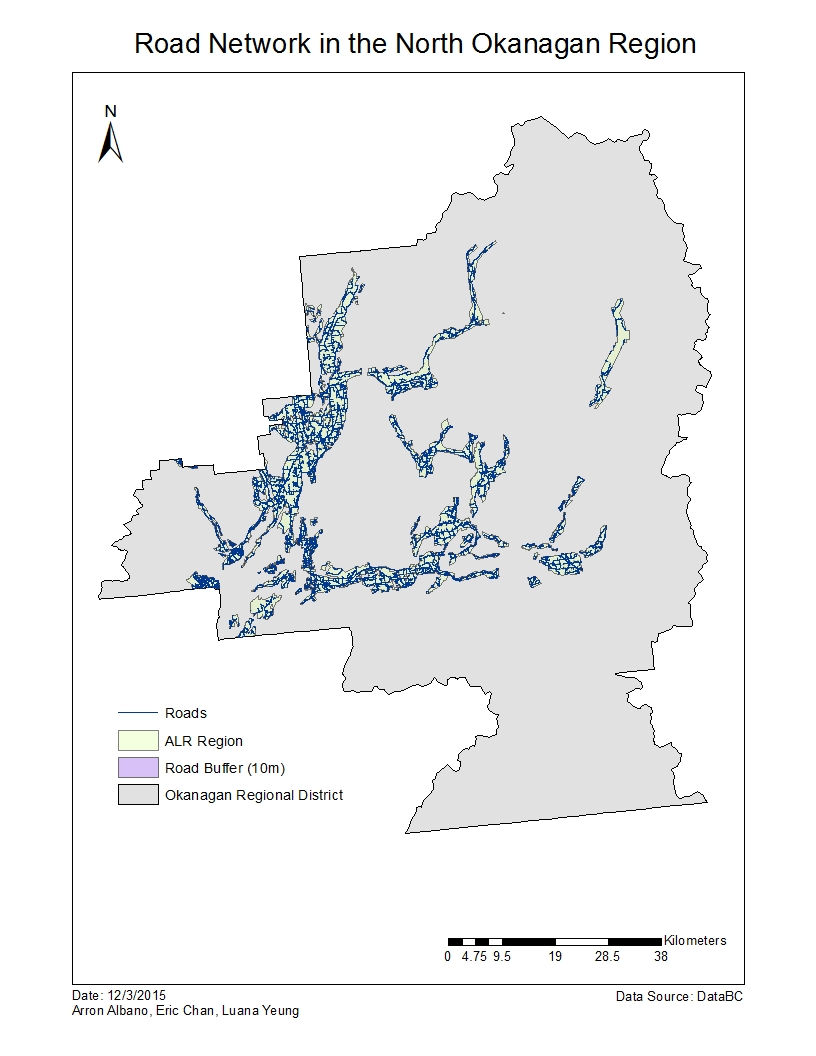 Road Network in the North Okanagan Region
N
Roads
ALR Region
Road Buffer (10m)
Okanagan Regional District
Kilometers
0 4.75 9.5 19 28.5 38
Date: 12/3/2015
Arron Albano, Eric Chan, Luana Yeung
Data Source: DataBC